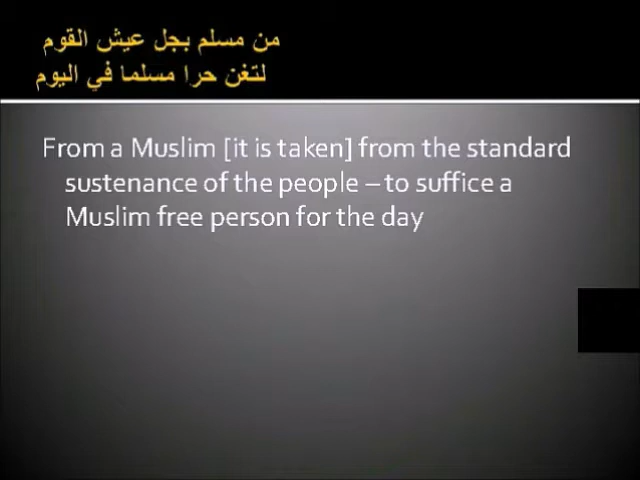 من مسلم بجل عيش القوم
لتغن حرا مسلما في اليوم
From a Muslim [it is taken] from the standard
sustenance of the people – to suffice a
Muslim free person for the day